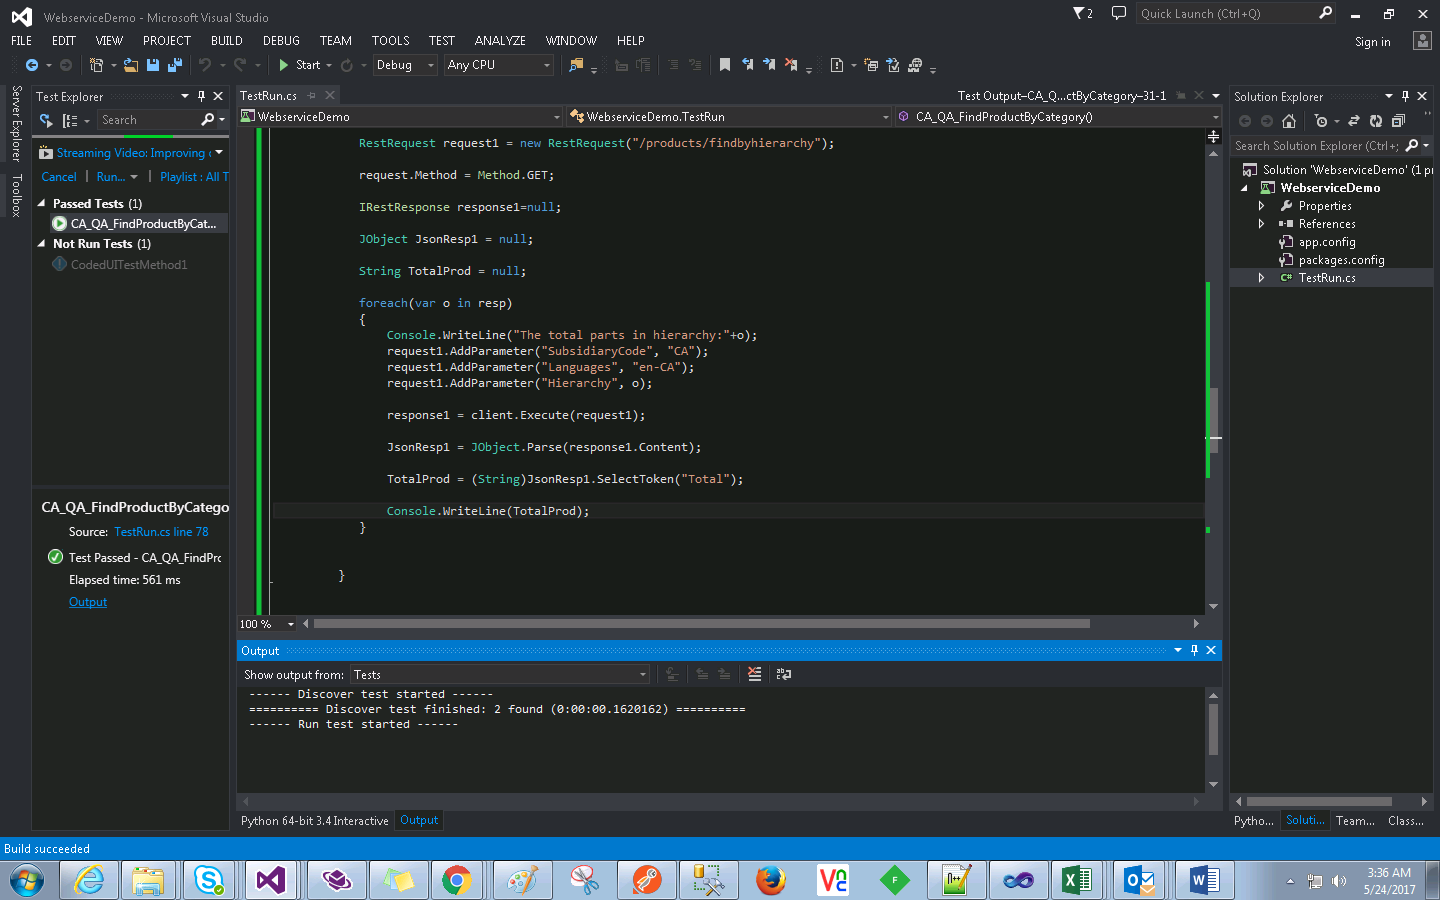 WebserviceDemo - Microsoft Visual Studio
2
Quick Launch (Ctrl+Q)
FILE EDIT VIEW PROJECT BUILD DEBUG TEAM TOOLS TEST ANALYZE WINDOW HELP
Sign in
Start Debug Any CPU
Server Explorer
Toolbox
Test Explorer
Search
Streaming Video: Improving
Cancel | Run... | Playlist : All T
Passed Tests (1)
CA_QA_FindProductByCat...
Not Run Tests (1)
CodedUITestMethod1
CA_QA_FindProductByCatego
Source: TestRun.cs line 78
Test Passed - CA_QA_FindPro
Elapsed time: 561 ms
Output
TestRun.cs
Test Output–CA_Q...ctByCategory–31-1
WebserviceDemo
WebserviceDemo.TestRun
CA_QA_FindProductByCategory()
RestRequest request1 = new RestRequest("/products/findbyhierarchy");
request.Method = Method.GET;
IRestResponse response1=null;
JObject JsonResp1 = null;
String TotalProd = null;
foreach(var o in resp)
{
Console.WriteLine("The total parts in hierarchy:"+o);
request1.AddParameter("SubsidiaryCode", "CA");
request1.AddParameter("Languages", "en-CA");
request1.AddParameter("Hierarchy", o);
response1 = client.Execute(request1);
JsonResp1 = JObject.Parse(response1.Content);
TotalProd = (String)JsonResp1.SelectToken("Total");
Console.WriteLine(TotalProd);
}
}
100 %
Output
Show output from: Tests
------ Discover test started ------
========== Discover test finished: 2 found (0:00:00.1620162) ==========
------ Run test started ------
Python 64-bit 3.4 Interactive
Output
Solution Explorer
Search Solution Explorer (Ctrl+;
Solution 'WebserviceDemo' (1 pr
WebserviceDemo
Properties
References
app.config
packages.config
C# TestRun.cs
Pytho... Soluti... Team... Class...
Build succeeded
3:36 AM
5/24/2017